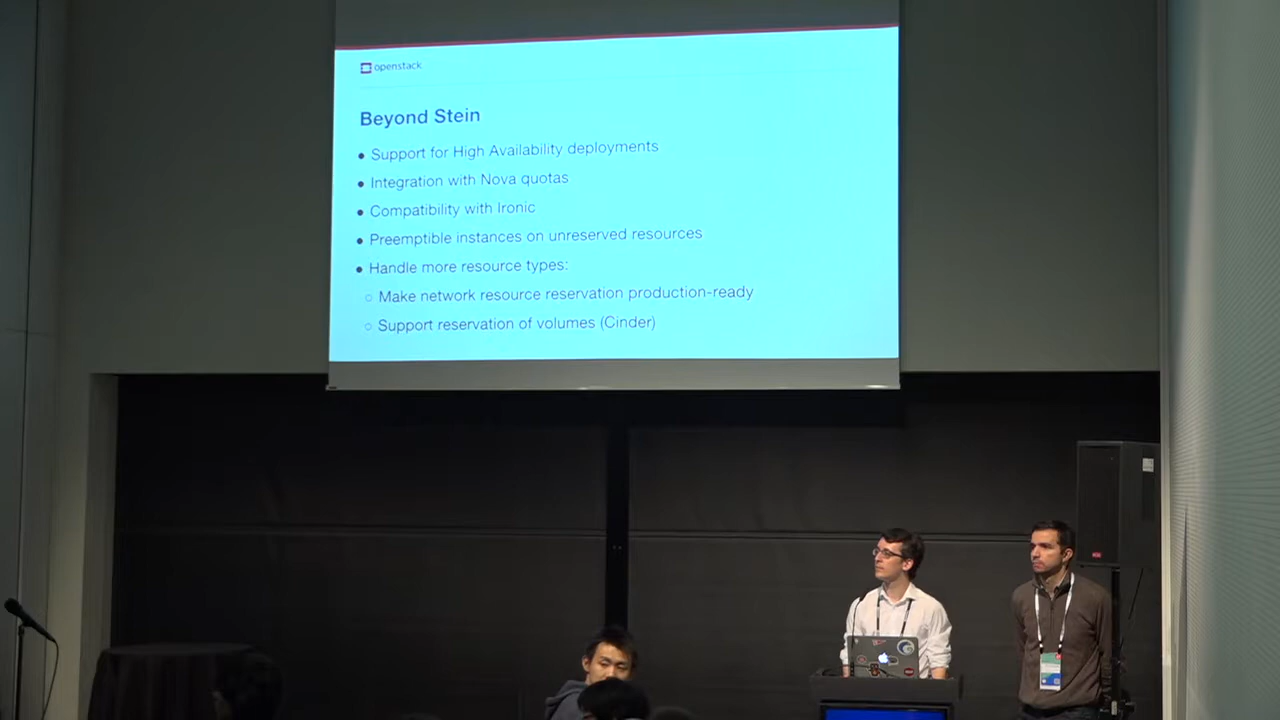 openstack.
Beyond Stein
● Support for High Availability deployments
● Integration with Nova quotas
● Compatibility with Ironic
● Preemptible instances on unreserved resources
● Handle more resource types:
○ Make network resource reservation production-ready
○ Support reservation of volumes (Cinder)